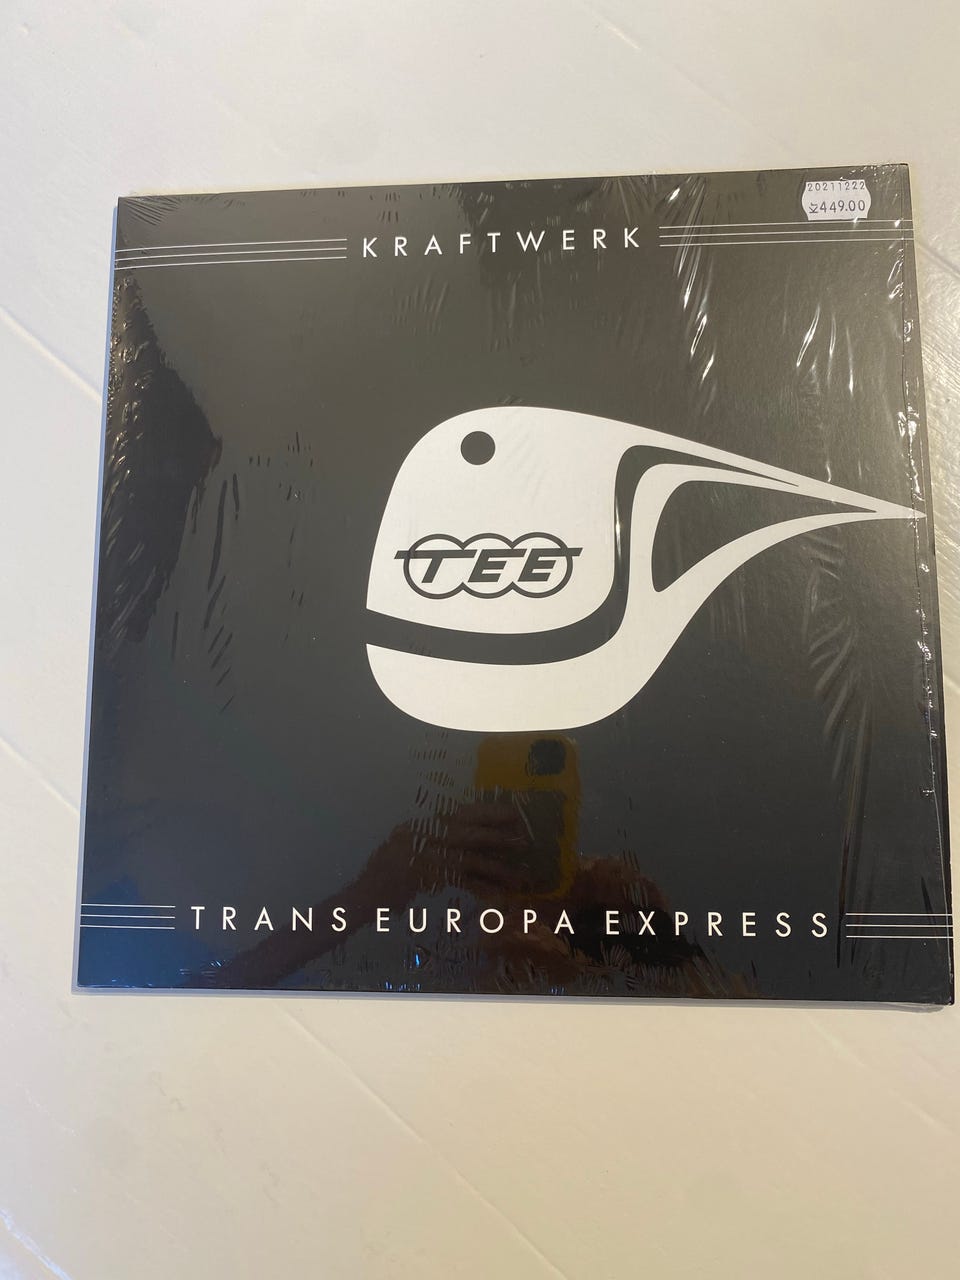 20211222
449.00
KRAFTWERK
TEE
TRANS EUROPA EXPRESS